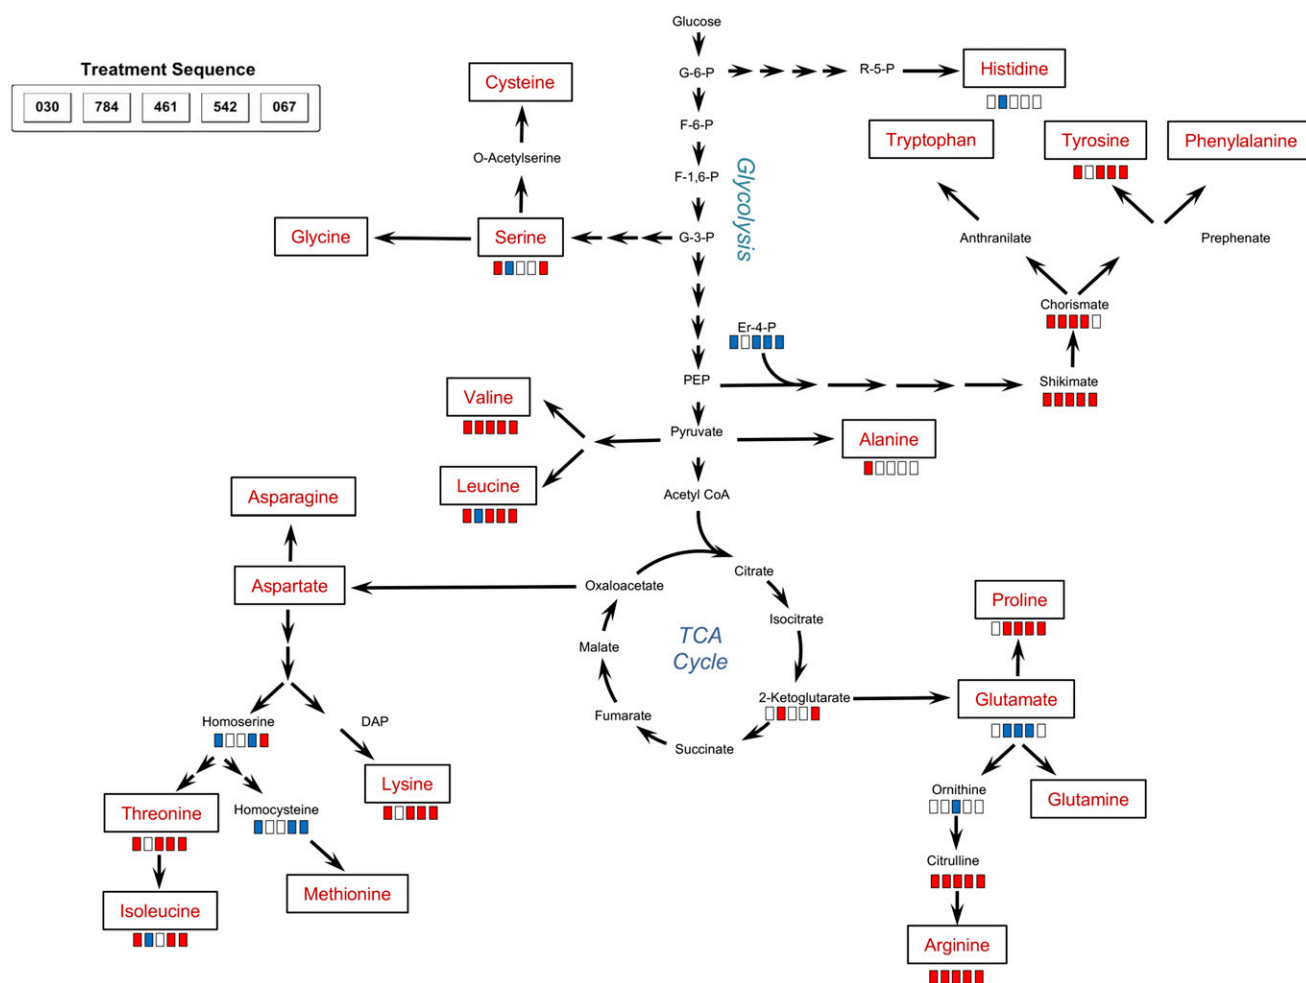 Glucose
Treatment Sequence
030 784 461 542 067
G-6-P
R-5-P
Histidine
Cysteine
F-6-P
Tryptophan
Tyrosine
Phenylalanine
O-Acetylserine
F-1,6-P
Glycolysis
Glycine
Serine
G-3-P
Anthranilate
Prephenate
Chorismate
Er-4-P
PEP
Shikimate
Valine
Pyruvate
Alanine
Leucine
Acetyl CoA
Asparagine
Aspartate
Oxaloacetate
Citrate
Proline
Isocitrate
TCA
Cycle
Malate
2-Ketoglutarate
Glutamate
Fumarate
Homoserine
DAP
Succinate
Lysine
Ornithine
Glutamine
Threonine
Homocysteine
Citrulline
Methionine
Isoleucine
Arginine